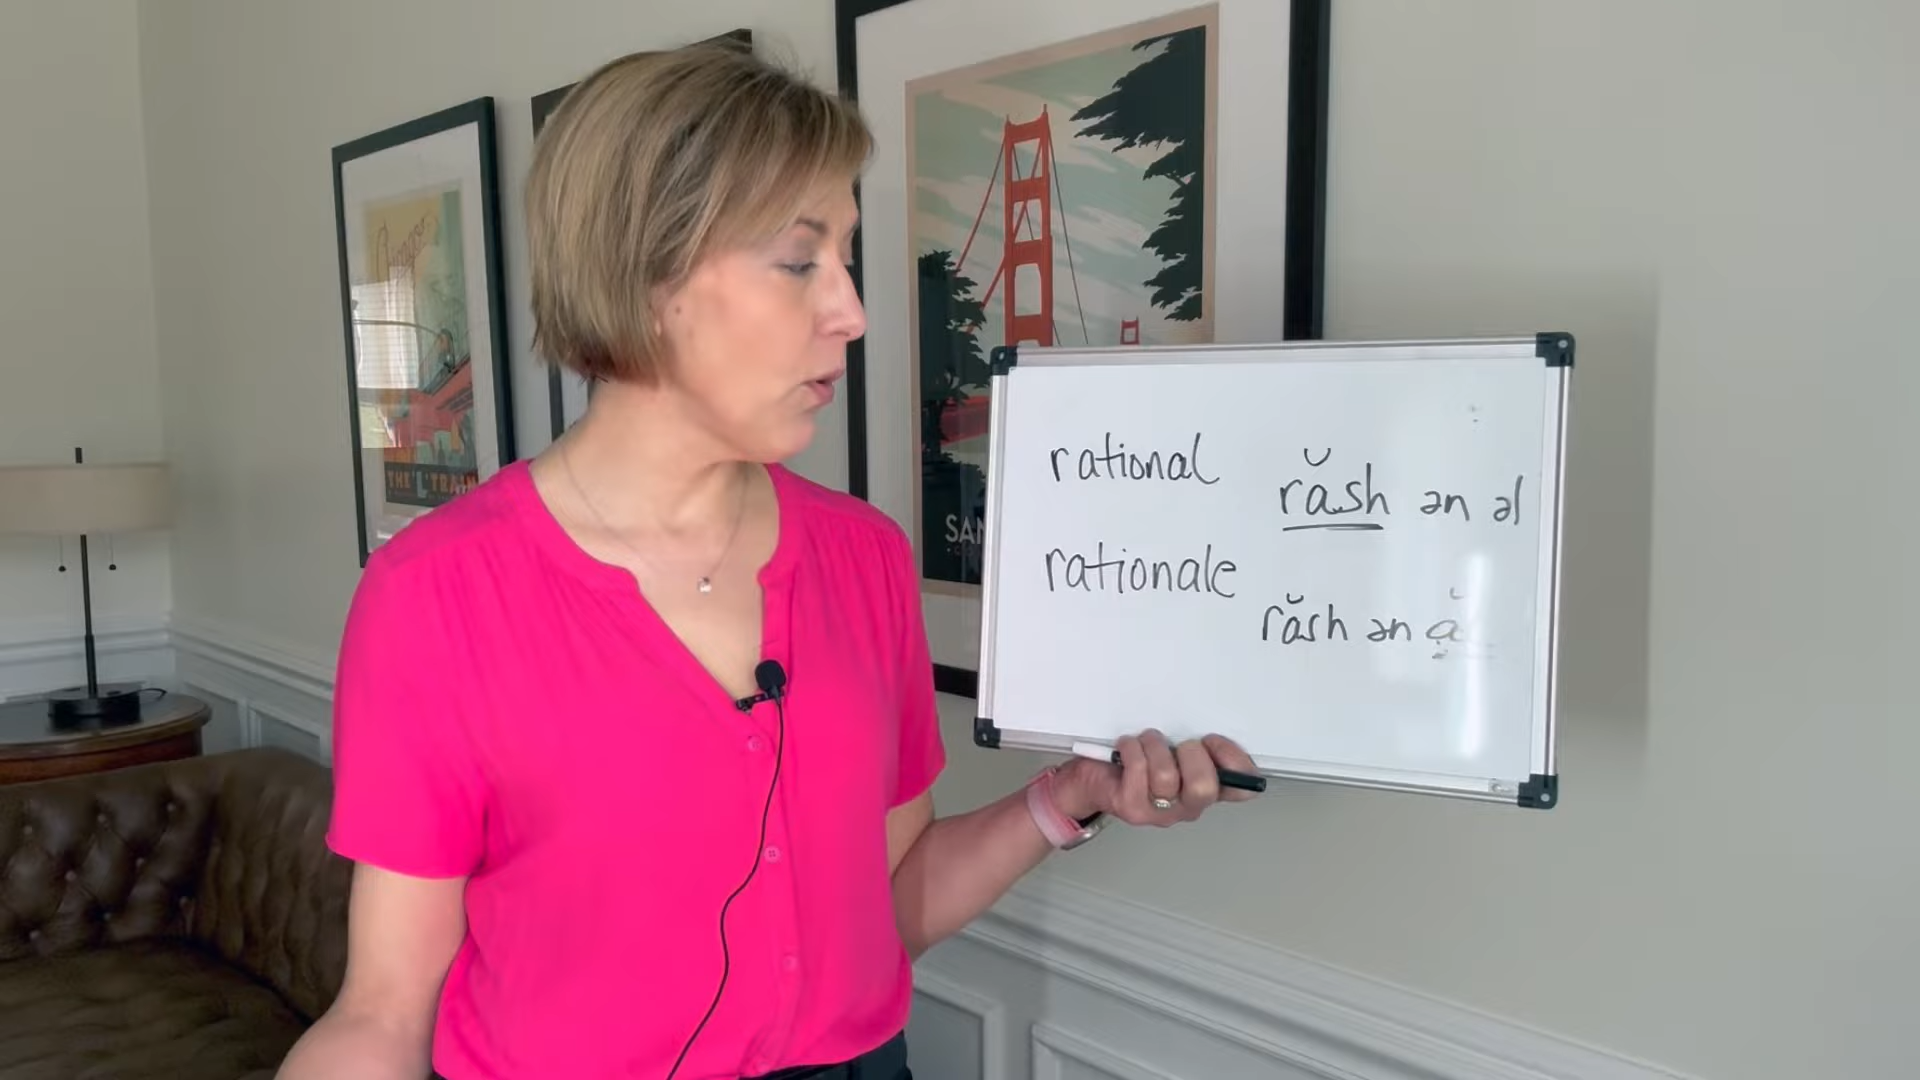 rational răsh ən əl
rationale răsh ən ă
THE "L" TRAIN
SAN